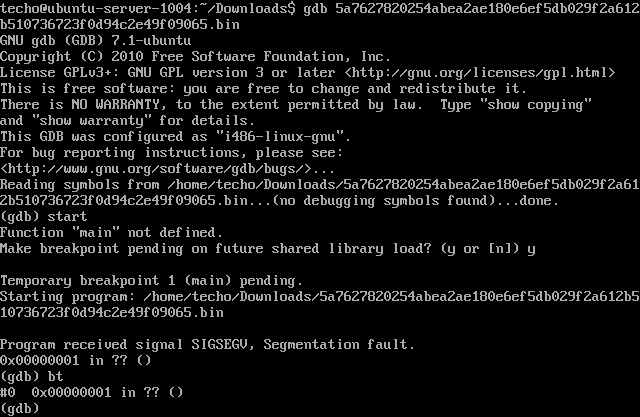 techo@ubuntu-server-1004:~/Downloads$ gdb 5a7627820254abea2ae180e6ef5db029f2a612
b510736723f0d94c2e49f09065.bin
GNU gdb (GDB) 7.1-ubuntu
Copyright (C) 2010 Free Software Foundation, Inc.
License GPLv3+: GNU GPL version 3 or later <http://gnu.org/licenses/gpl.html>
This is free software: you are free to change and redistribute it.
There is NO WARRANTY, to the extent permitted by law.  Type "show copying"
and "show warranty" for details.
This GDB was configured as "i486-linux-gnu".
For bug reporting instructions, please see:
<http://www.gnu.org/software/gdb/bugs/>...
Reading symbols from /home/techo/Downloads/5a7627820254abea2ae180e6ef5db029f2a61
2b510736723f0d94c2e49f09065.bin...(no debugging symbols found)...done.
(gdb) start
Function "main" not defined.
Make breakpoint pending on future shared library load? (y or [n]) y
Temporary breakpoint 1 (main) pending.
Starting program: /home/techo/Downloads/5a7627820254abea2ae180e6ef5db029f2a612b5
10736723f0d94c2e49f09065.bin
Program received signal SIGSEGV, Segmentation fault.
0x00000001 in ?? ()
(gdb) bt
#0  0x00000001 in ?? ()
(gdb)